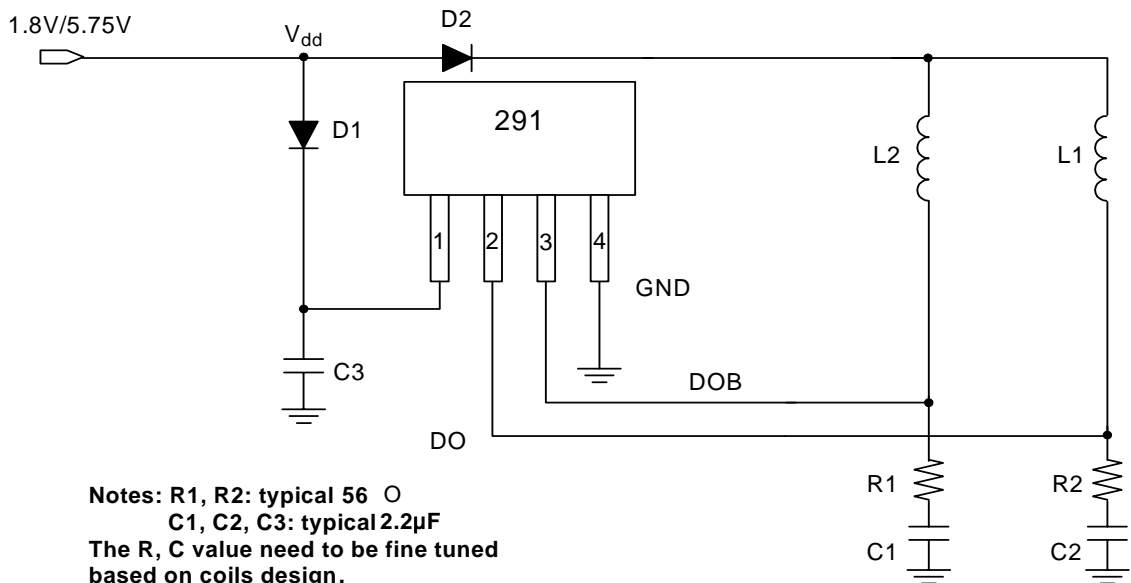 1.8V/5.75V
Vdd
D2
D1
291
L2
L1
1
2
3
4
GND
C3
DOB
DO
R1
R2
C1
C2
Notes: R1, R2: typical 56 O
C1, C2, C3: typical 2.2µF
The R, C value need to be fine tuned
based on coils design.